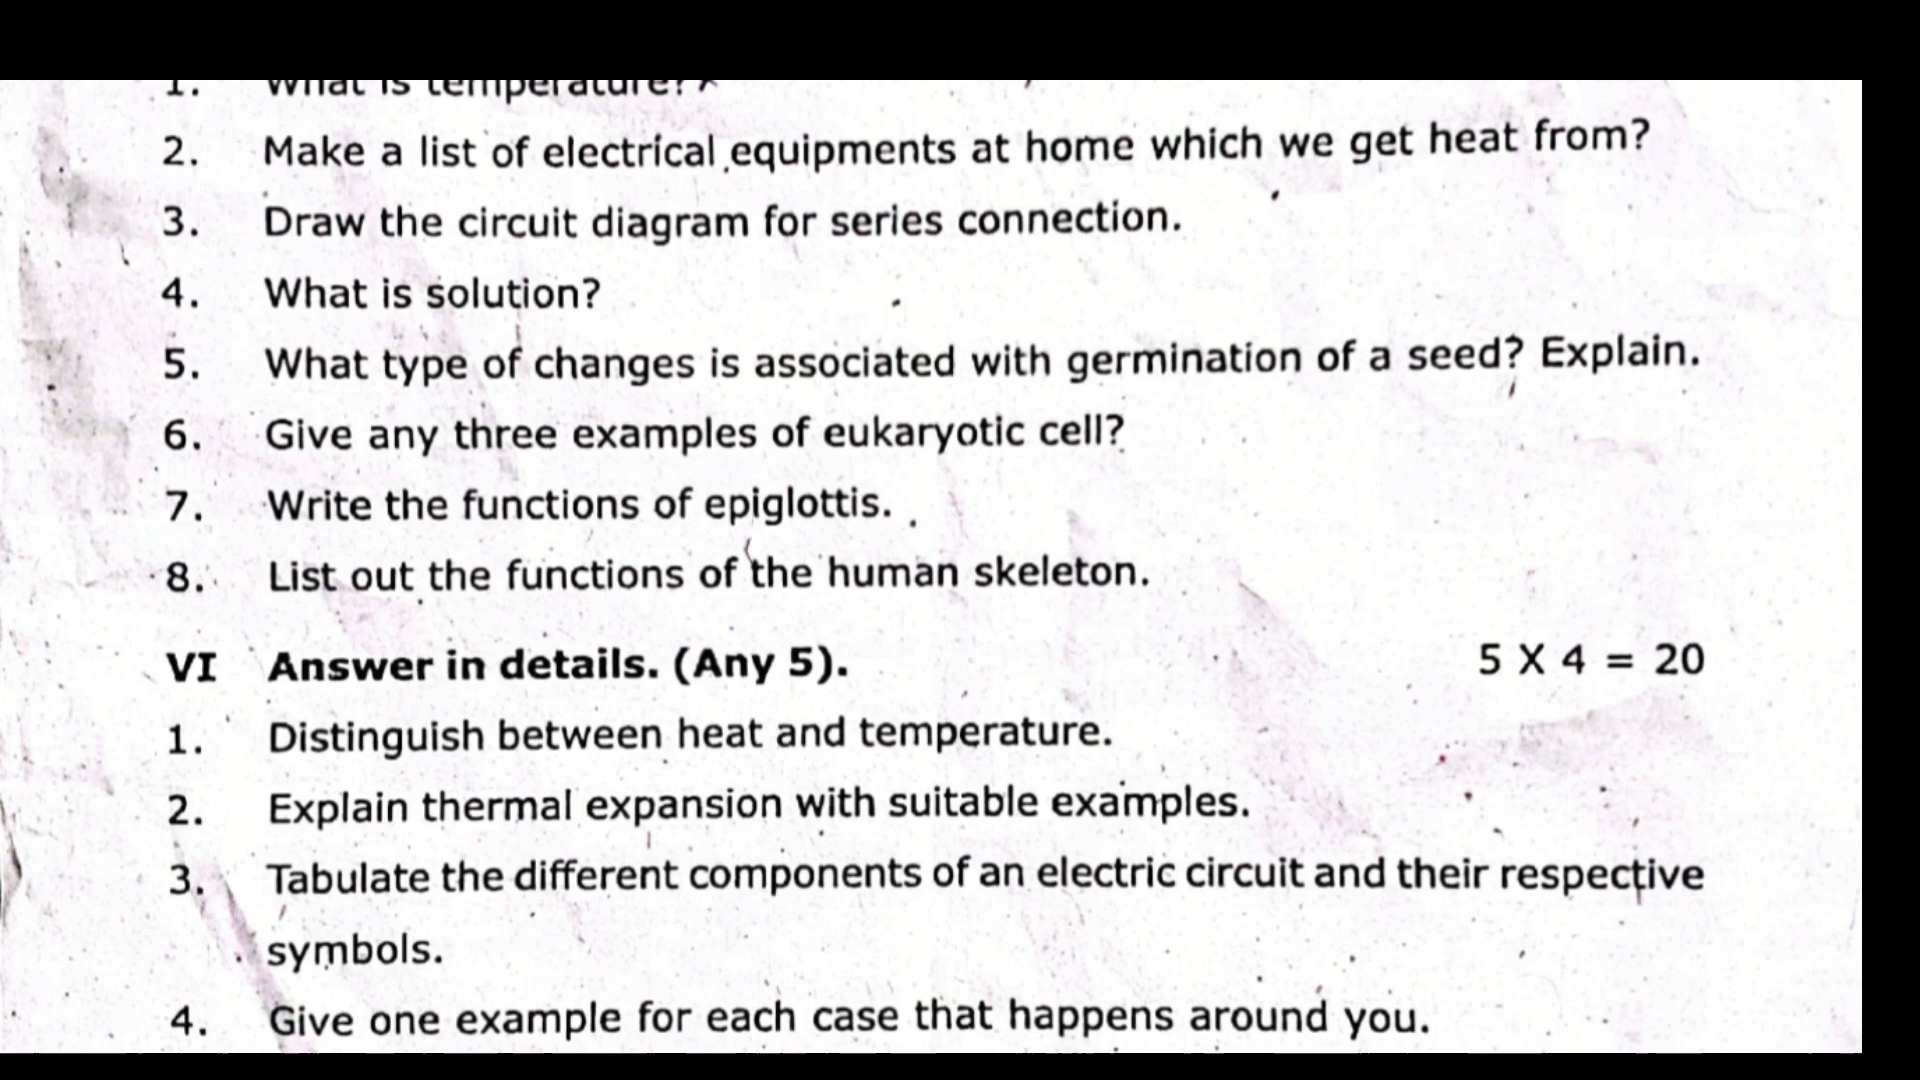 1. What is temperature?
2. Make a list of electrical equipments at home which we get heat from?
3. Draw the circuit diagram for series connection.
4. What is solution?
5. What type of changes is associated with germination of a seed? Explain.
6. Give any three examples of eukaryotic cell?
7. Write the functions of epiglottis.
8. List out the functions of the human skeleton.
VI Answer in details. (Any 5). 5 X 4 = 20
1. Distinguish between heat and temperature.
2. Explain thermal expansion with suitable examples.
3. Tabulate the different components of an electric circuit and their respective
symbols.
4. Give one example for each case that happens around you.